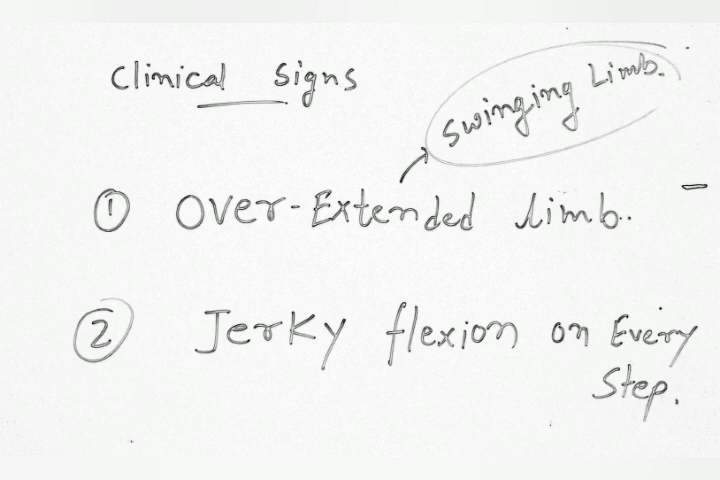 Clinical Signs
Swinging Limb.
① Over-Extended limb.
② Jerky flexion on Every
Step.